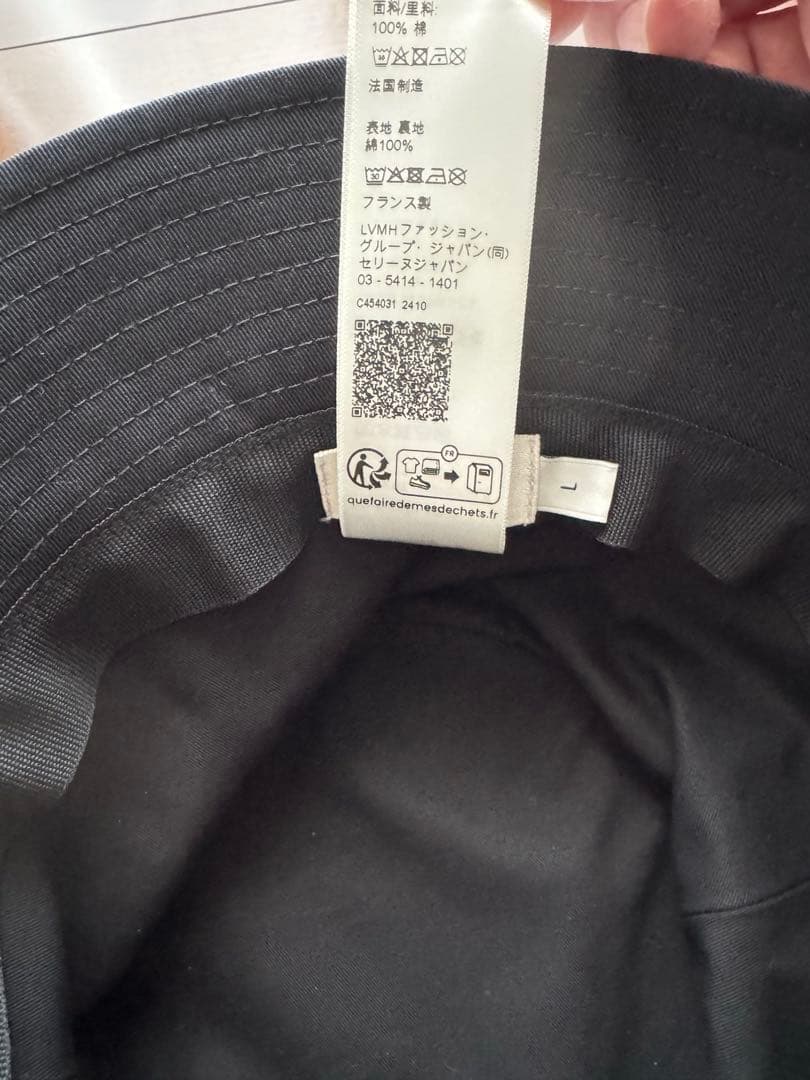 面料/里料:
100% 棉
30
法国制造
表地 裏地
綿100%
30
フランス製
LVMHファッション・
グループ・ジャパン(同)
セリーヌジャパン
03 - 5414 - 1401
C454031 2410
FR
quefairedemesdechets.fr
L